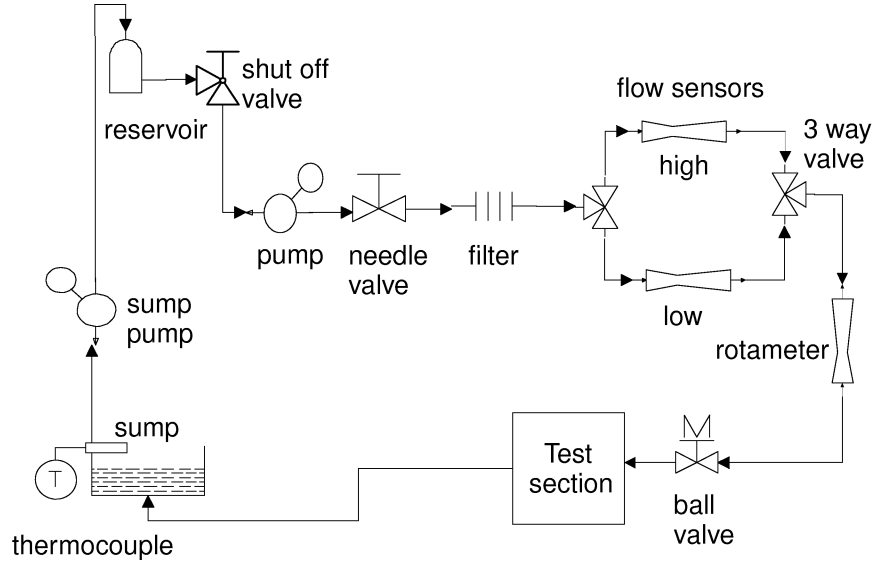 shut off
valve
reservoir
flow sensors
high
3 way
valve
pump
needle
valve
filter
low
sump
pump
rotameter
sump
T
Test
section
M
ball
valve
thermocouple